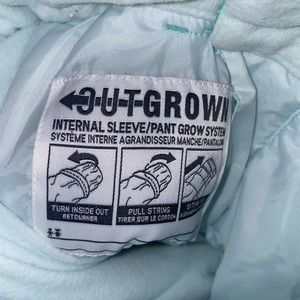 OUTGROWN
INTERNAL SLEEVE/PANT GROW SYSTEM
SYSTÈME INTERNE AGRANDISSEUR MANCHE/PANTALON
TURN INSIDE OUT
RETOURNER
PULL STRING
TIRER SUR LE CORDON